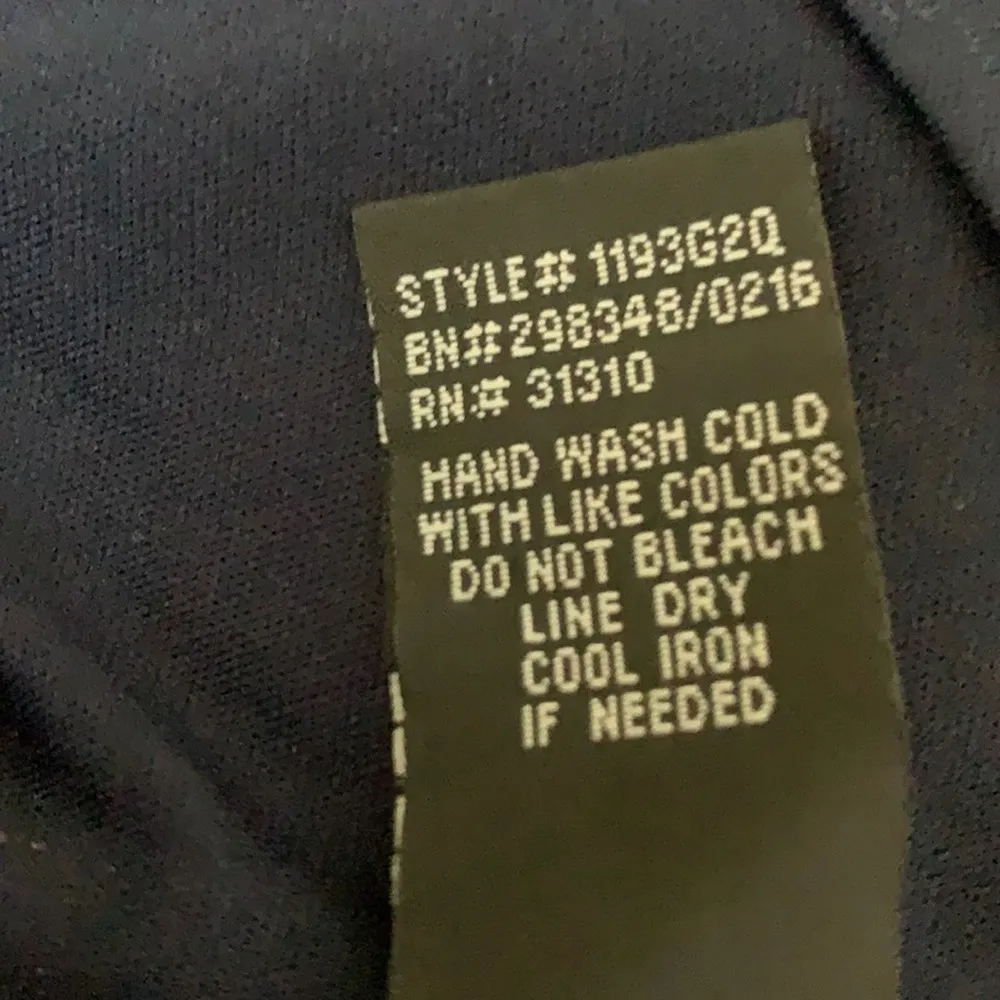 STYLE# 1193G2Q
BN#298348/0216
RN# 31310
HAND WASH COLD
WITH LIKE COLORS
DO NOT BLEACH
LINE DRY
COOL IRON
IF NEEDED